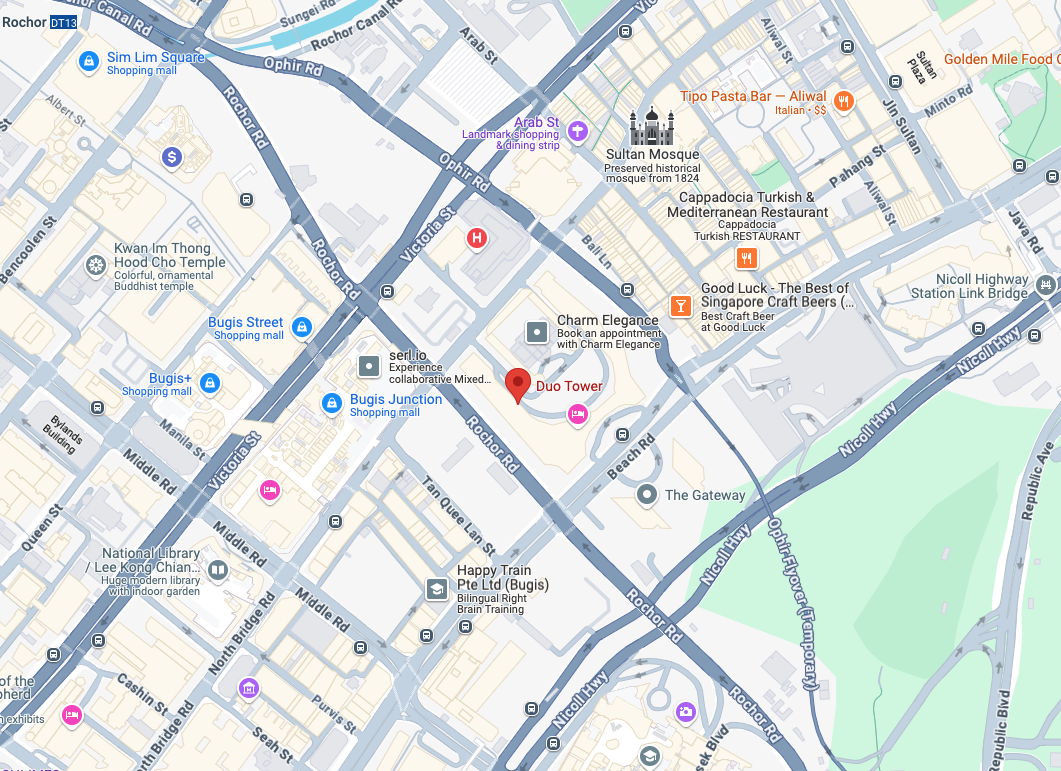 Rochor DT13
chor Canal Rd
Sungei Rd
Rochor Canal R
Ophir Rd
Arab St
Vic
Aliwal St
Sultan
Plaza
Golden Mile Food C
Sim Lim Square
Shopping mall
Albert St
Rochor Rd
Tipo Pasta Bar — Aliwal
Italian • $$
Minto Rd
Jln Sultan
Arab St
Landmark shopping
& dining strip
Sultan Mosque
Preserved historical
mosque from 1824
Pahang St
Aliwal St
Ophir Rd
Cappadocia Turkish &
Mediterranean Restaurant
Cappadocia
Turkish RESTAURANT
Java Rd
Bencoolen St
Kwan Im Thong
Hood Cho Temple
Colorful, ornamental
Buddhist temple
Victoria St
H
Bali Ln
Rochor Rd
Nicoll Highway
Station Link Bridge
Good Luck - The Best of
Singapore Craft Beers (...
Best Craft Beer
at Good Luck
Bugis Street
Shopping mall
Charm Elegance
Book an appointment
with Charm Elegance
Nicoll Hwy
serl.io
Experience
collaborative Mixed...
Bugis+
Shopping mall
Duo Tower
Bugis Junction
Shopping mall
Bylands
Building
Manila St
Victoria St
Rochor Rd
Beach Rd
Nicoll Hwy
Republic Ave
Middle Rd
The Gateway
Tan Quee Lan St
Queen St
Middle Rd
Nicoll Hwy
Ophir Flyover (Tamporary)
National Library
/ Lee Kong Chian...
Huge modern library
with indoor garden
Happy Train
Pte Ltd (Bugis)
Bilingual Right
Brain Training
Middle Rd
North Bridge Rd
Rochor Rd
of the
pherd
n exhibits
Cashin St
Purvis St
Nicoll Hwy
Rochor Rd
Republic Blvd
rth Bridge Rd
Seah St
sek Blvd